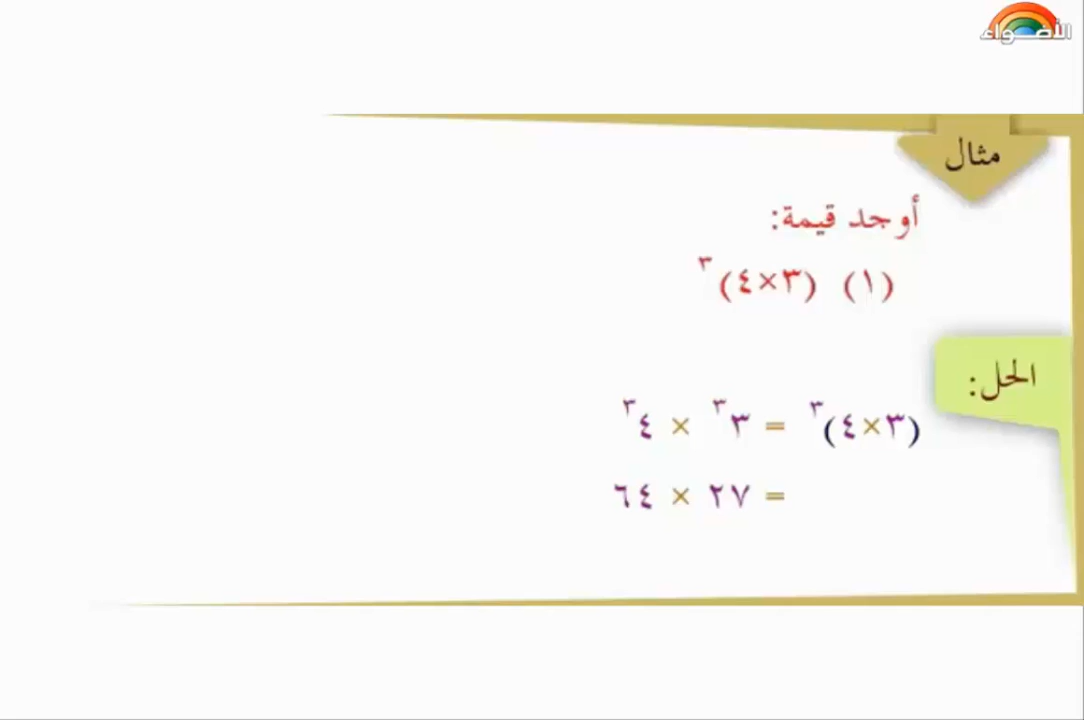 الأضواء
مثال
أوجد قيمة:
(١) (٣×٤)^٣
الحل:
(٣×٤)^٣ = ٣^٣ × ٤^٣
= ٢٧ × ٦٤